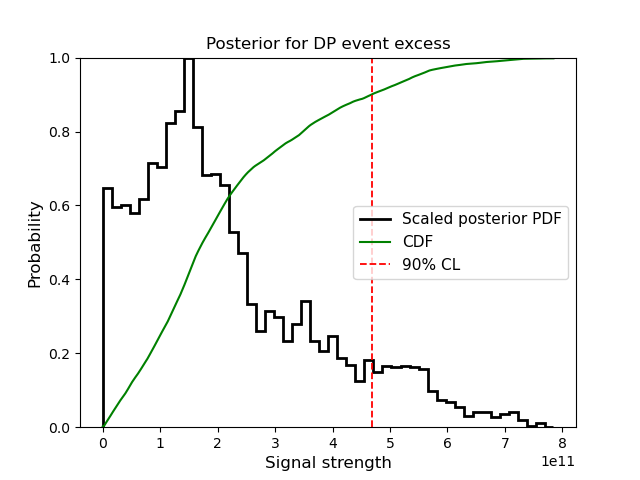 Posterior for DP event excess
Probability
1.0
0.8
0.6
0.4
0.2
0.0
Scaled posterior PDF
CDF
90% CL
0 1 2 3 4 5 6 7 8
1e11
Signal strength